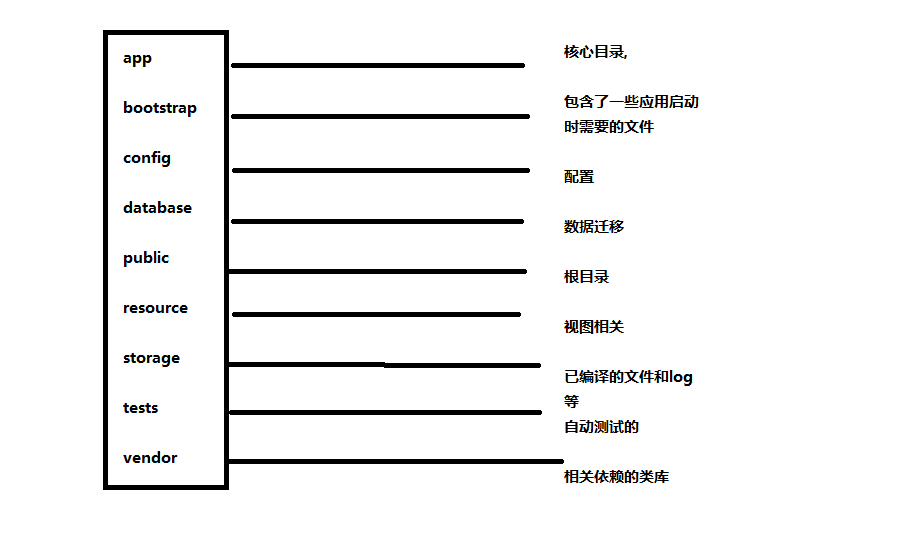 app
核心目录,
bootstrap
包含了一些应用启动
时需要的文件
config
配置
database
数据迁移
public
根目录
resource
视图相关
storage
已编译的文件和log
等
tests
自动测试的
vendor
相关依赖的类库